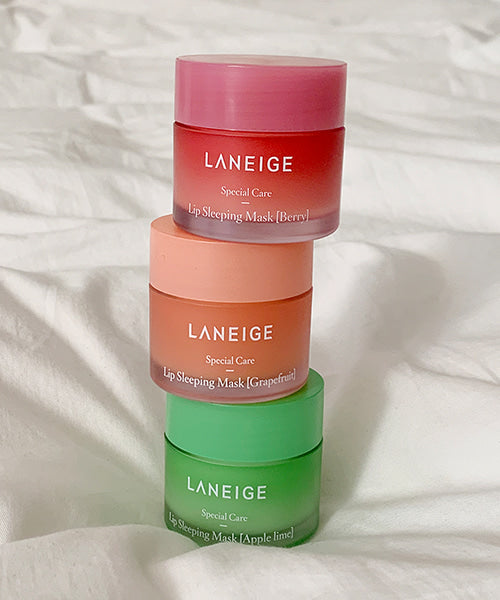 LANEIGE
Special Care
Lip Sleeping Mask [Berry]
LANEIGE
Special Care
Lip Sleeping Mask [Grapefruit]
LANEIGE
Special Care
Lip Sleeping Mask [Apple lime]